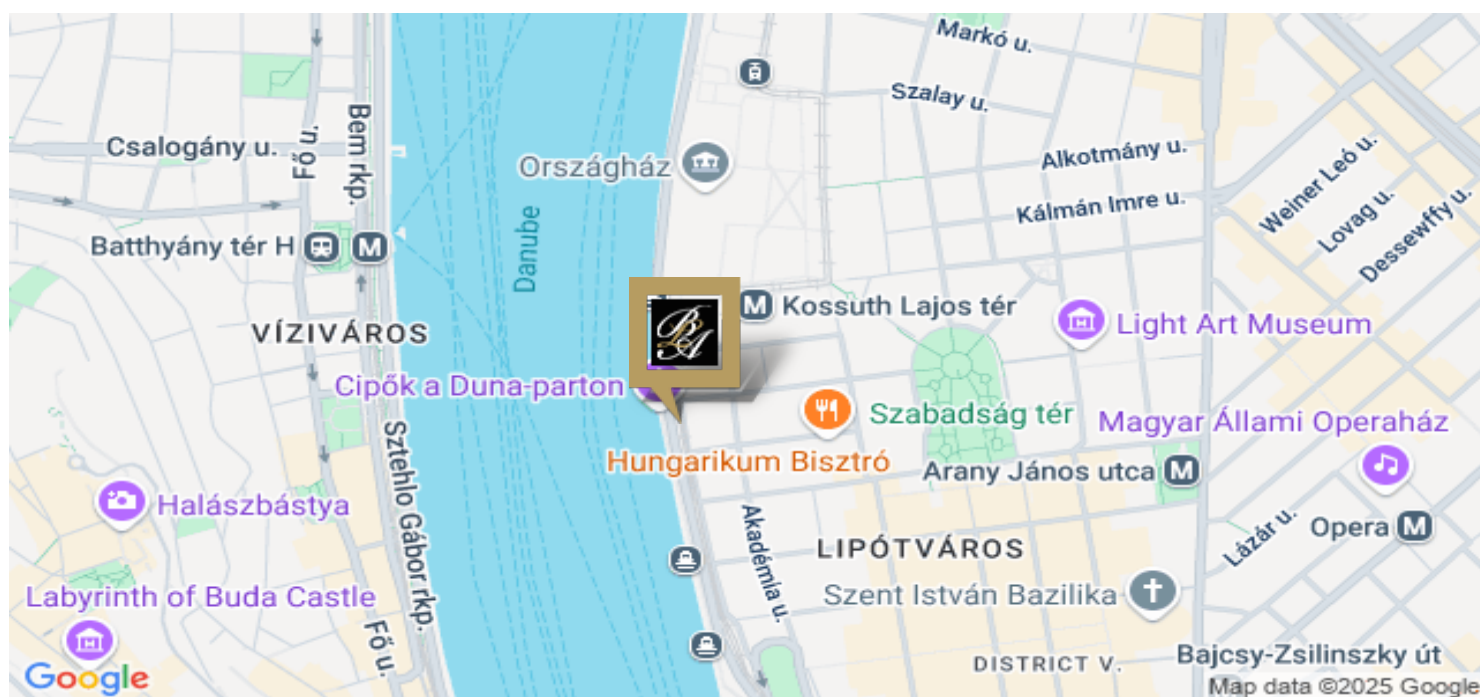 Markó u.
Szalay u.
Bem rkp.
Fő u.
Csalogány u.
Országház
Alkotmány u.
Weiner Leó u.
Kálmán Imre u.
Lovag u.
Dessewffy u.
Batthyány tér H
M
Danube
M Kossuth Lajos tér
Light Art Museum
VÍZIVÁROS
BLA
Cipők a Duna-parton
Szabadság tér
Magyar Állami Operaház
Hungarikum Bisztró
Arany János utca M
Sztehlo Gábor rkp.
Halászbástya
Akadémia u.
Lázár u.
Opera M
LIPÓTVÁROS
Labyrinth of Buda Castle
Szent István Bazilika
Fő u.
DISTRICT V.
Bajcsy-Zsilinszky út
Google
Map data ©2025 Google